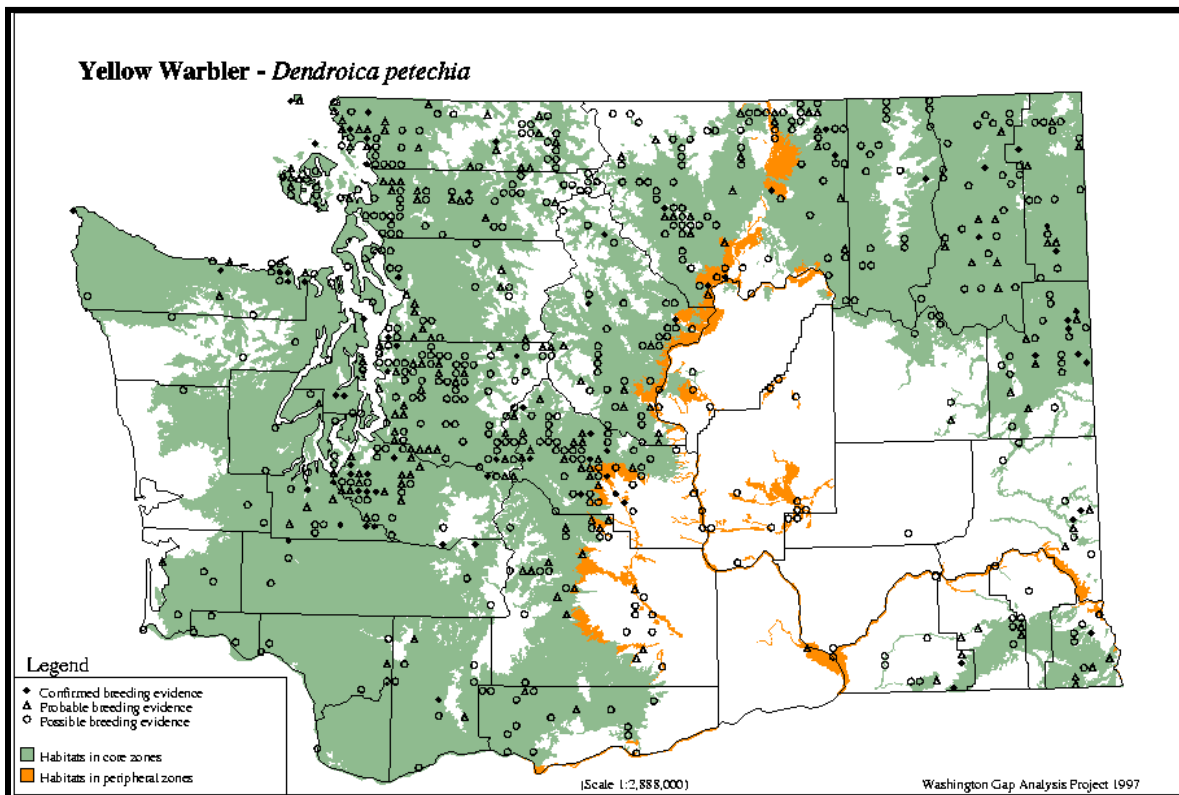 Yellow Warbler - Dendroica petechia
Legend
Confirmed breeding evidence
Probable breeding evidence
Possible breeding evidence
Habitats in core zones
Habitats in peripheral zones
(Scale 1:2,888,000)
Washington Gap Analysis Project 1997